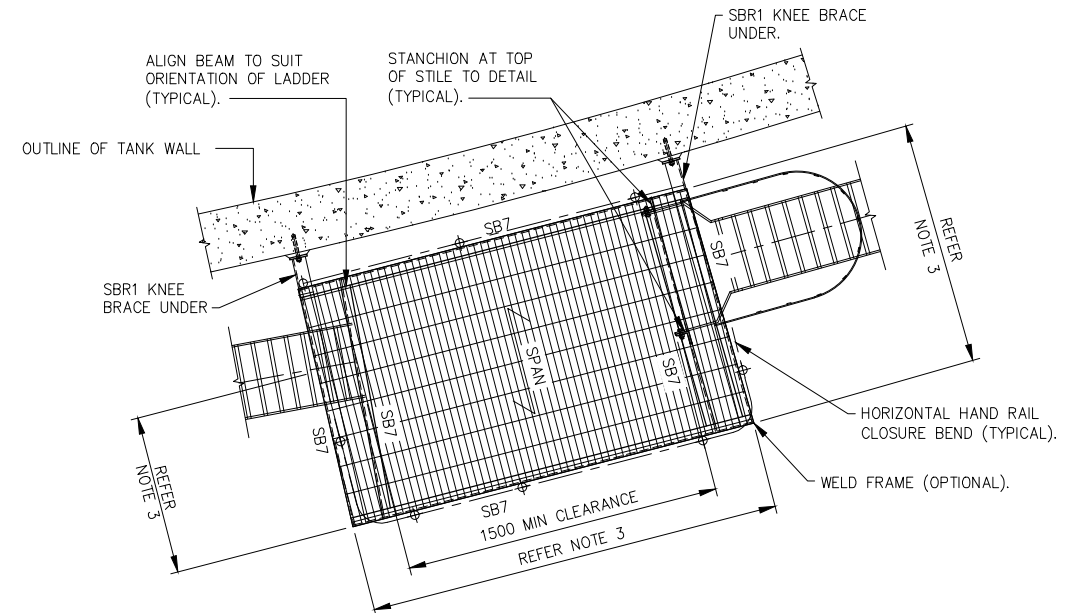 SBR1 KNEE BRACE
UNDER.
ALIGN BEAM TO SUIT
ORIENTATION OF LADDER
(TYPICAL).
STANCHION AT TOP
OF STILE TO DETAIL
(TYPICAL).
OUTLINE OF TANK WALL
SB7
SB7
REFER
NOTE 3
SBR1 KNEE
BRACE UNDER
SPAN
SB7
SB7
SB7
HORIZONTAL HAND RAIL
CLOSURE BEND (TYPICAL).
REFER
NOTE 3
WELD FRAME (OPTIONAL).
SB7
1500 MIN CLEARANCE
REFER NOTE 3